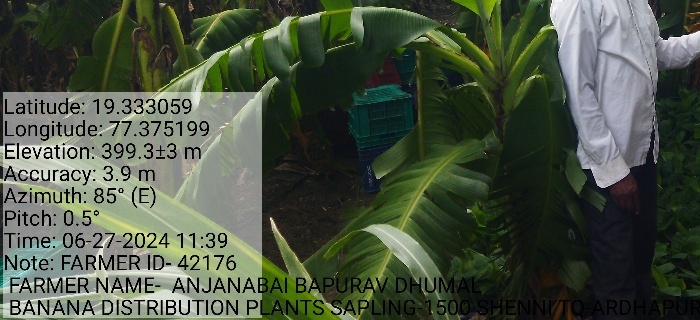 Latitude: 19.333059
Longitude: 77.375199
Elevation: 399.3±3 m
Accuracy: 3.9 m
Azimuth: 85° (E)
Pitch: 0.5°
Time: 06-27-2024 11:39
Note: FARMER ID- 42176
FARMER NAME- ANJANABAI BAPURAV DHUMAL
BANANA DISTRIBUTION PLANTS SAPLING-1500 SHENNI TQ ARDHAPUR